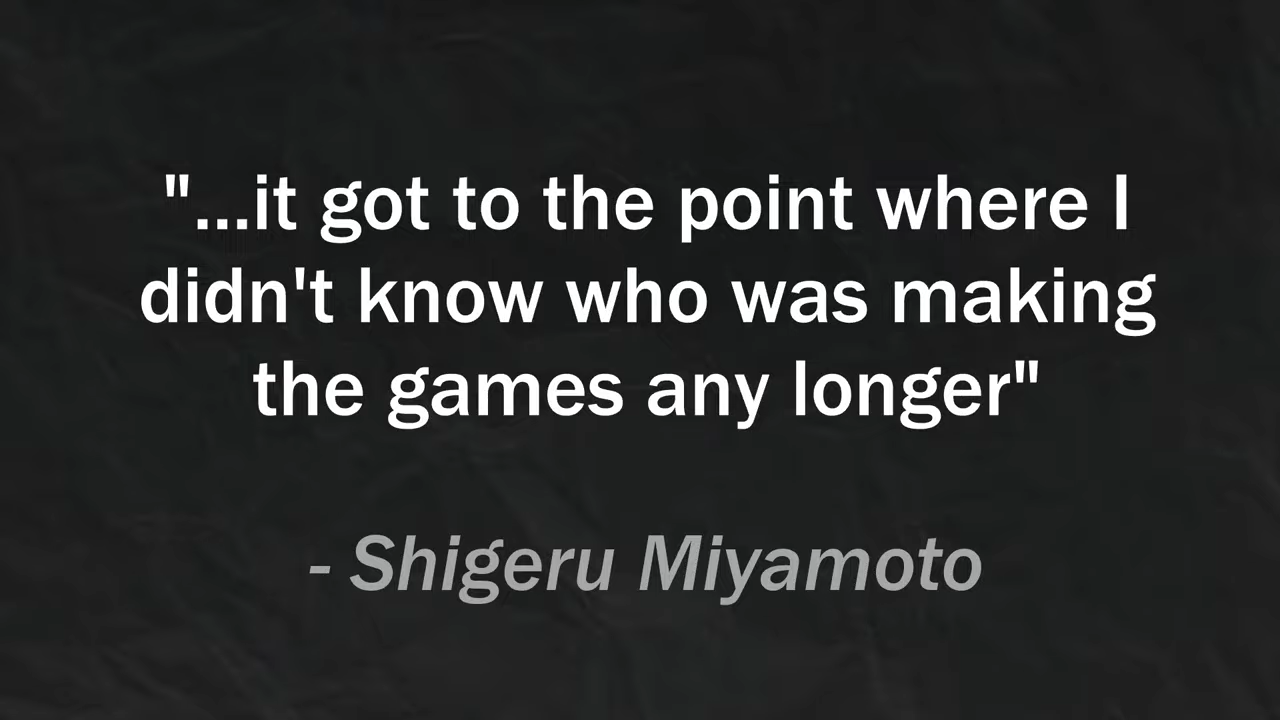 "...it got to the point where I
didn't know who was making
the games any longer"
- Shigeru Miyamoto